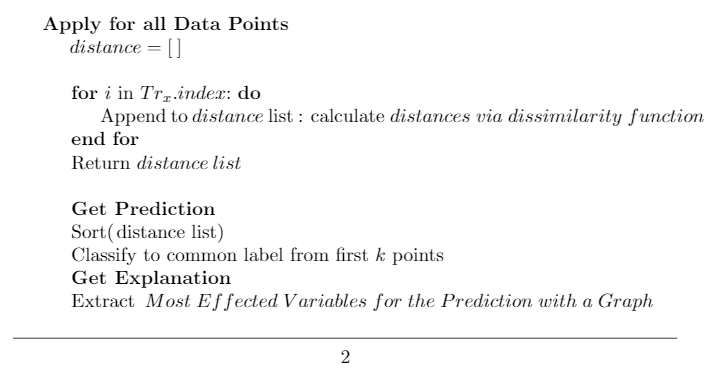 Apply for all Data Points
distance = [ ]
for i in Tr_x.index: do
Append to distance list : calculate distances via dissimilarity function
end for
Return distance list
Get Prediction
Sort( distance list)
Classify to common label from first k points
Get Explanation
Extract Most Effected Variables for the Prediction with a Graph
2